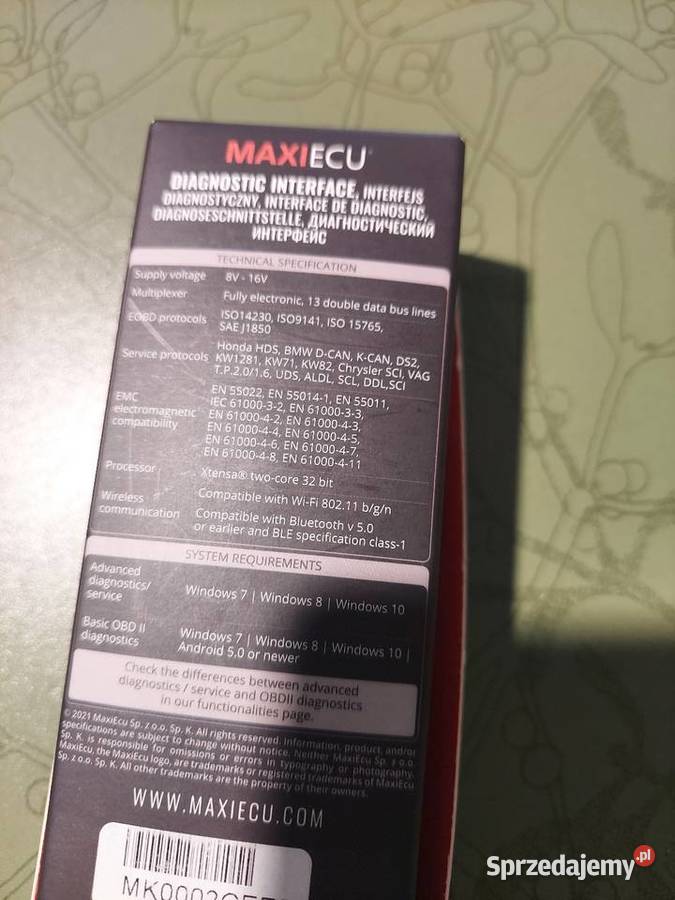 MAXIECU
DIAGNOSTIC INTERFACE, INTERFEJS
DIAGNOSTYCZNY, INTERFACE DE DIAGNOSTIC,
DIAGNOSESCHNITTSTELLE, ДИАГНОСТИЧЕСКИЙ
ИНТЕРФЕЙС
TECHNICAL SPECIFICATION
Supply voltage 8V - 16V
Multiplexer Fully electronic, 13 double data bus lines
EOBD protocols ISO14230, ISO9141, ISO 15765,
SAE J1850
Service protocols Honda HDS, BMW D-CAN, K-CAN, DS2,
KW1281, KW71, KW82, Chrysler SCI, VAG
T.P.2.0/1.6, UDS, ALDL, SCL, DDL,SCI
EMC
electromagnetic
compatibility
EN 55022, EN 55014-1, EN 55011,
IEC 61000-3-2, EN 61000-3-3,
EN 61000-4-2, EN 61000-4-3,
EN 61000-4-4, EN 61000-4-5,
EN 61000-4-6, EN 61000-4-7,
EN 61000-4-8, EN 61000-4-11
Processor Xtensa® two-core 32 bit
Wireless
communication
Compatible with Wi-Fi 802.11 b/g/n
Compatible with Bluetooth v 5.0
or earlier and BLE specification class-1
SYSTEM REQUIREMENTS
Advanced
diagnostics/
service
Windows 7 | Windows 8 | Windows 10
Basic OBD II
diagnostics
Windows 7 | Windows 8 | Windows 10 |
Android 5.0 or newer
Check the differences between advanced
diagnostics / service and OBDII diagnostics
in our functionalities page.
© 2021 MaxiEcu Sp. z.o.o. Sp. K. All rights reserved. Information, product, and/or
specifications are subject to change without notice. Neither MaxiEcu Sp. z o.o.
Sp. K. is responsible for omissions or errors in typography or photography.
MaxiEcu, the MaxiEcu logo, are trademarks or registered trademarks of MaxiEcu
Sp. z.o.o. Sp. K. All other trademarks are the property of their owners.
WWW.MAXIECU.COM
Sprzedajemy.pl